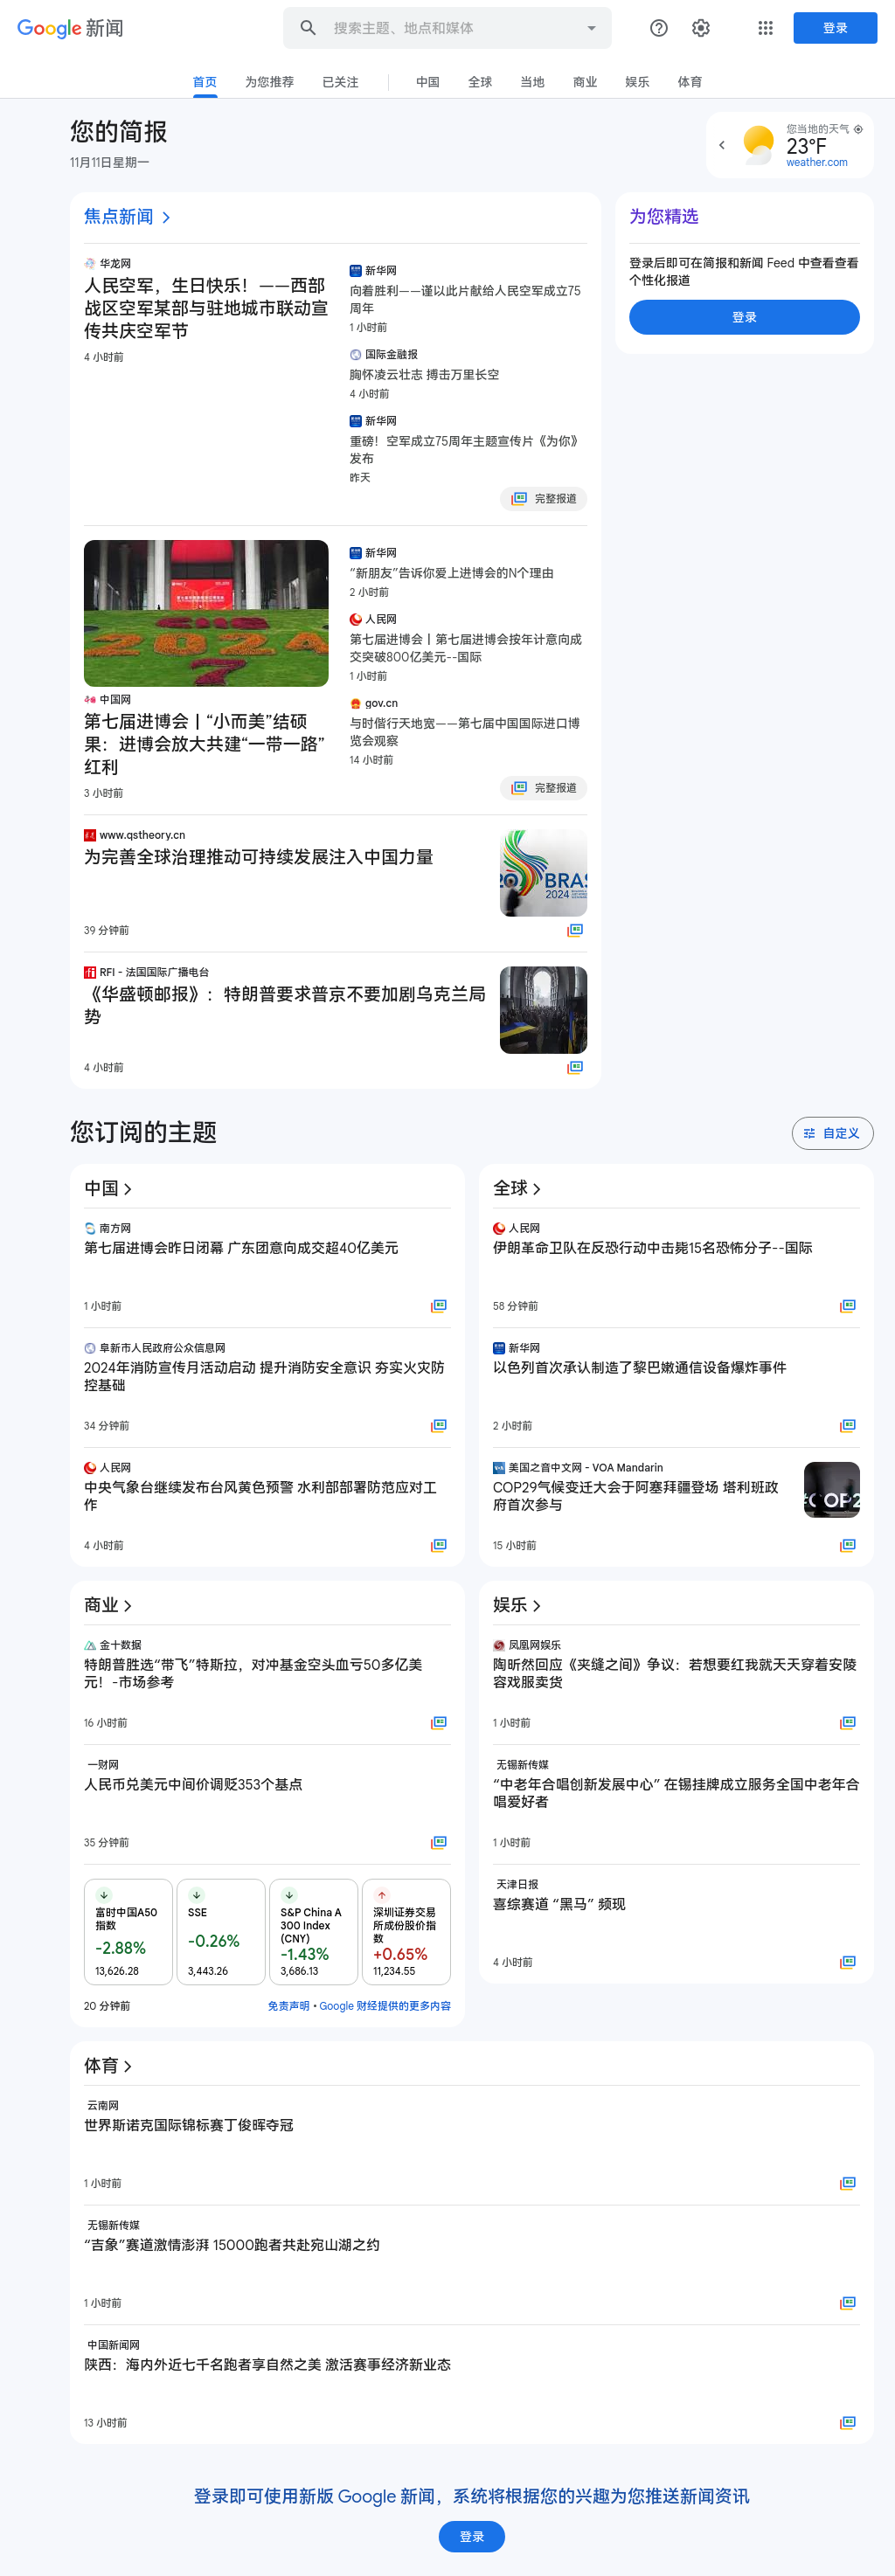 Google 新闻
搜索主题、地点和媒体
登录
首页
为您推荐
已关注
中国
全球
当地
商业
娱乐
体育
您的简报
11月11日星期一
您当地的天气
23°F
weather.com
焦点新闻
华龙网
人民空军，生日快乐！——西部
战区空军某部与驻地城市联动宣
传共庆空军节
4 小时前
新华网
向着胜利——谨以此片献给人民空军成立75
周年
1 小时前
国际金融报
胸怀凌云壮志 搏击万里长空
4 小时前
新华网
重磅！空军成立75周年主题宣传片《为你》
发布
昨天
完整报道
为您精选
登录后即可在简报和新闻 Feed 中查看查看
个性化报道
登录
中国网
第七届进博会丨“小而美”结硕
果：进博会放大共建“一带一路”
红利
3 小时前
新华网
“新朋友”告诉你爱上进博会的N个理由
2 小时前
人民网
第七届进博会丨第七届进博会按年计意向成
交突破800亿美元--国际
1 小时前
gov.cn
与时偕行天地宽——第七届中国国际进口博
览会观察
14 小时前
完整报道
www.qstheory.cn
为完善全球治理推动可持续发展注入中国力量
39 分钟前
RFI - 法国国际广播电台
《华盛顿邮报》：特朗普要求普京不要加剧乌克兰局
势
4 小时前
您订阅的主题
自定义
中国
南方网
第七届进博会昨日闭幕 广东团意向成交超40亿美元
1 小时前
阜新市人民政府公众信息网
2024年消防宣传月活动启动 提升消防安全意识 夯实火灾防
控基础
34 分钟前
人民网
中央气象台继续发布台风黄色预警 水利部部署防范应对工
作
4 小时前
全球
人民网
伊朗革命卫队在反恐行动中击毙15名恐怖分子--国际
58 分钟前
新华网
以色列首次承认制造了黎巴嫩通信设备爆炸事件
2 小时前
美国之音中文网 - VOA Mandarin
COP29气候变迁大会于阿塞拜疆登场 塔利班政
府首次参与
15 小时前
商业
金十数据
特朗普胜选“带飞”特斯拉，对冲基金空头血亏50多亿美
元！-市场参考
16 小时前
一财网
人民币兑美元中间价调贬353个基点
35 分钟前
富时中国A50
指数
-2.88%
13,626.28
SSE
-0.26%
3,443.26
S&P China A
300 Index
(CNY)
-1.43%
3,686.13
深圳证券交易
所成份股价指
数
+0.65%
11,234.55
20 分钟前
免责声明 • Google 财经提供的更多内容
娱乐
凤凰网娱乐
陶昕然回应《夹缝之间》争议：若想要红我就天天穿着安陵
容戏服卖货
1 小时前
无锡新传媒
“中老年合唱创新发展中心” 在锡挂牌成立服务全国中老年合
唱爱好者
1 小时前
天津日报
喜综赛道 “黑马” 频现
4 小时前
体育
云南网
世界斯诺克国际锦标赛丁俊晖夺冠
1 小时前
无锡新传媒
“吉象”赛道激情澎湃 15000跑者共赴宛山湖之约
1 小时前
中国新闻网
陕西：海内外近七千名跑者享自然之美 激活赛事经济新业态
13 小时前
登录即可使用新版 Google 新闻，系统将根据您的兴趣为您推送新闻资讯
登录